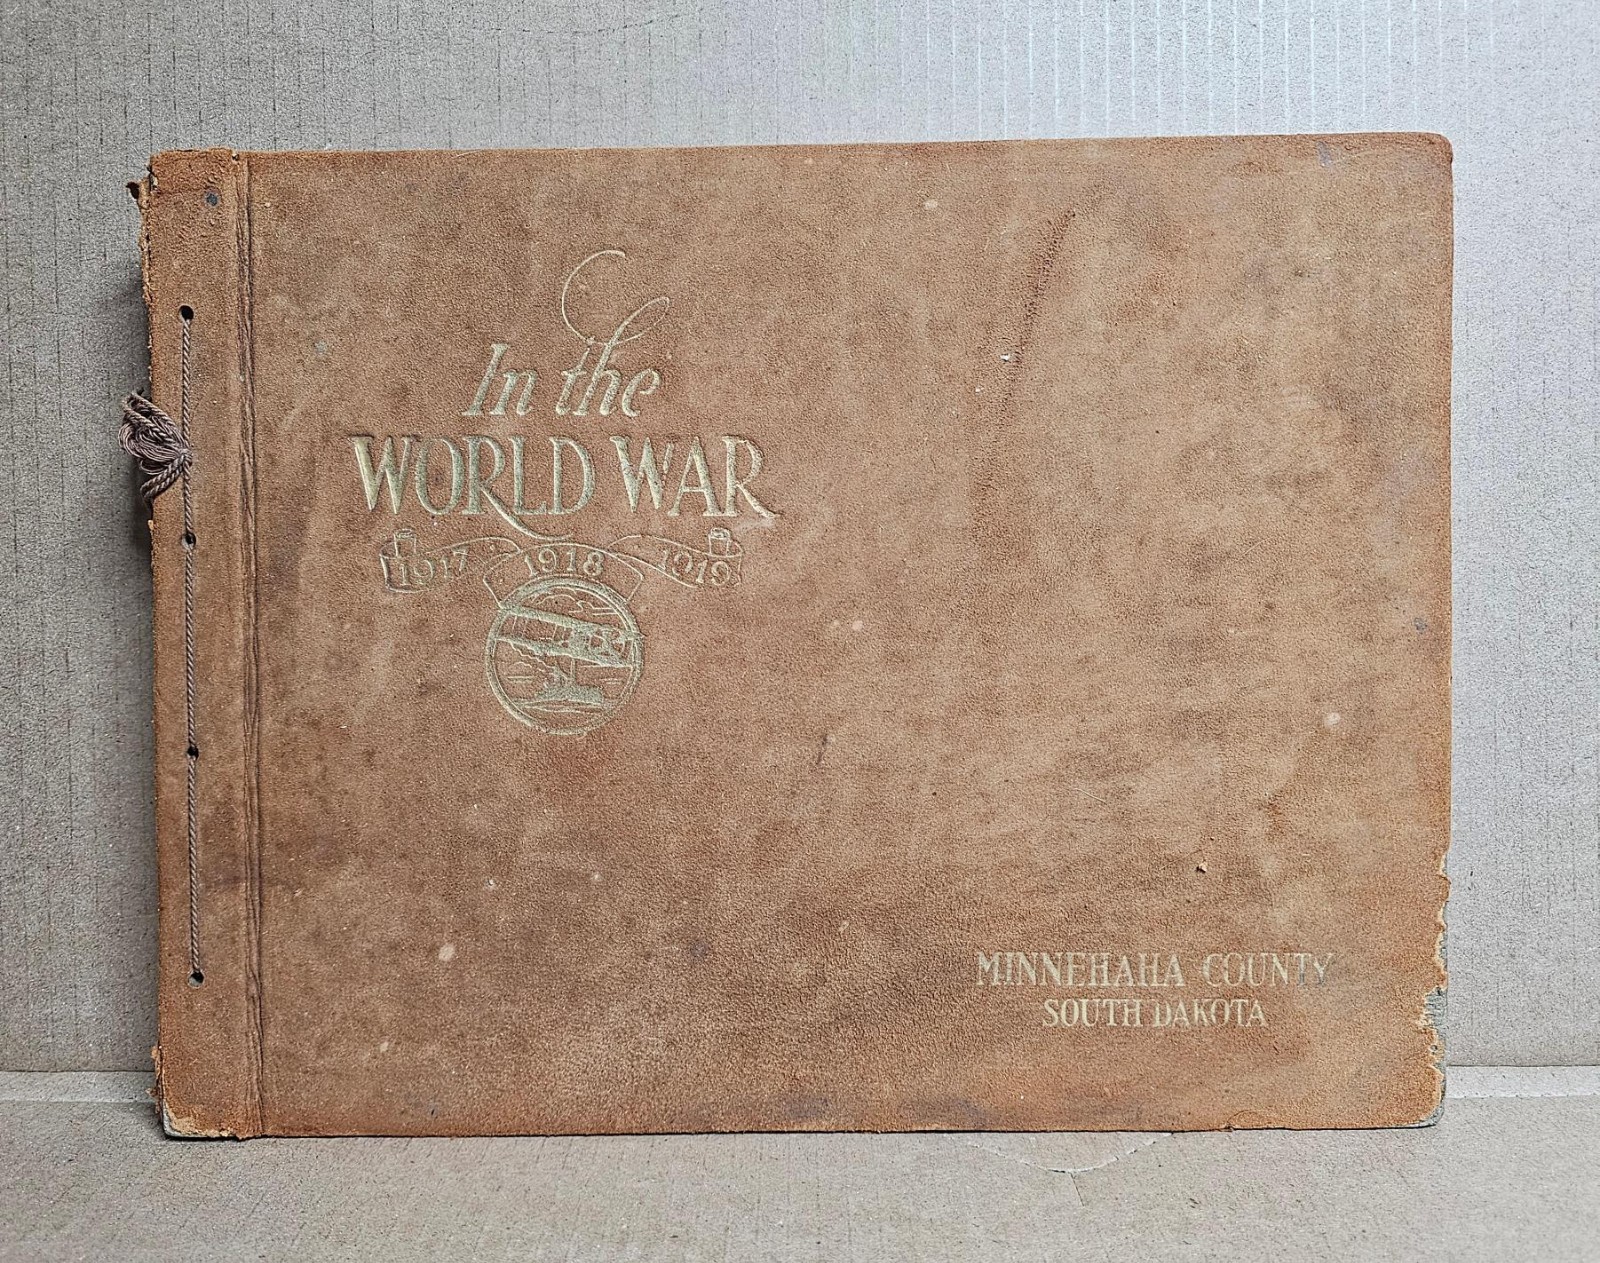 In the
WORLD WAR
1917 1918 1919
MINNEHAHA COUNTY
SOUTH DAKOTA